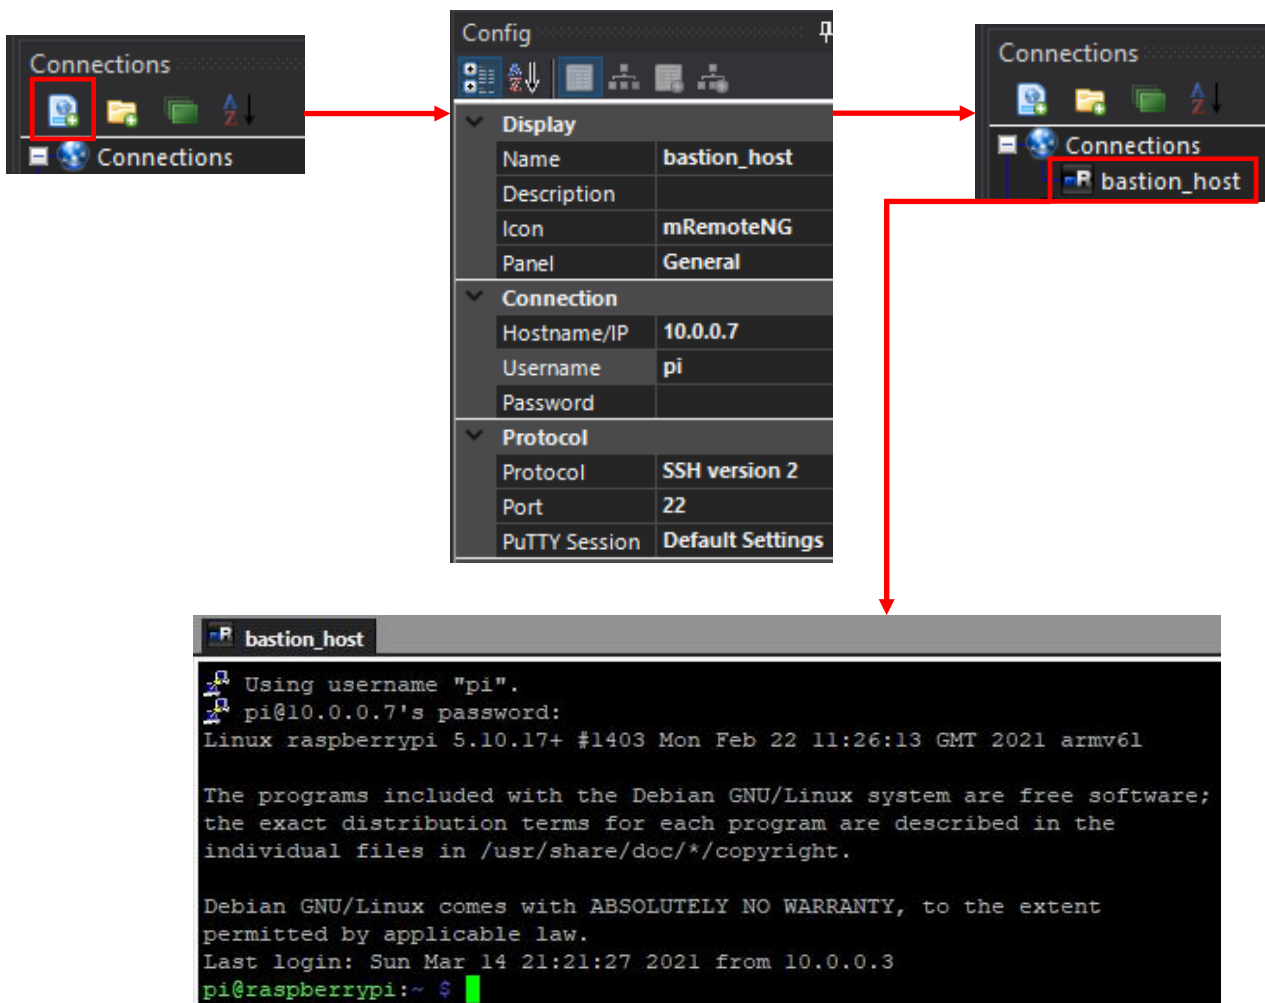 Connections
Connections
Config
Display
Name bastion_host
Description
Icon mRemoteNG
Panel General
Connection
Hostname/IP 10.0.0.7
Username pi
Password
Protocol
Protocol SSH version 2
Port 22
PuTTY Session Default Settings
Connections
Connections
bastion_host
bastion_host
Using username "pi".
pi@10.0.0.7's password:
Linux raspberrypi 5.10.17+ #1403 Mon Feb 22 11:26:13 GMT 2021 armv6l
The programs included with the Debian GNU/Linux system are free software;
the exact distribution terms for each program are described in the
individual files in /usr/share/doc/*/copyright.
Debian GNU/Linux comes with ABSOLUTELY NO WARRANTY, to the extent
permitted by applicable law.
Last login: Sun Mar 14 21:21:27 2021 from 10.0.0.3
pi@raspberrypi:~ $